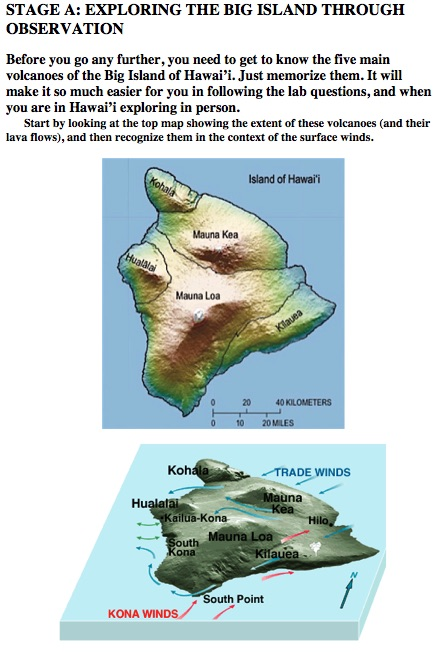 STAGE A: EXPLORING THE BIG ISLAND THROUGH
OBSERVATION
Before you go any further, you need to get to know the five main
volcanoes of the Big Island of Hawai’i. Just memorize them. It will
make it so much easier for you in following the lab questions, and when
you are in Hawai’i exploring in person.
Start by looking at the top map showing the extent of these volcanoes (and their
lava flows), and then recognize them in the context of the surface winds.
Island of Hawai'i
Kohala
Mauna Kea
Hualālai
Mauna Loa
Kilauea
0 20 40 KILOMETERS
0 10 20 MILES
Kohala
TRADE WINDS
Hualalai
Mauna
Kea
Kailua-Kona
Hilo
South
Kona
Mauna Loa
Kilauea
N
South Point
KONA WINDS